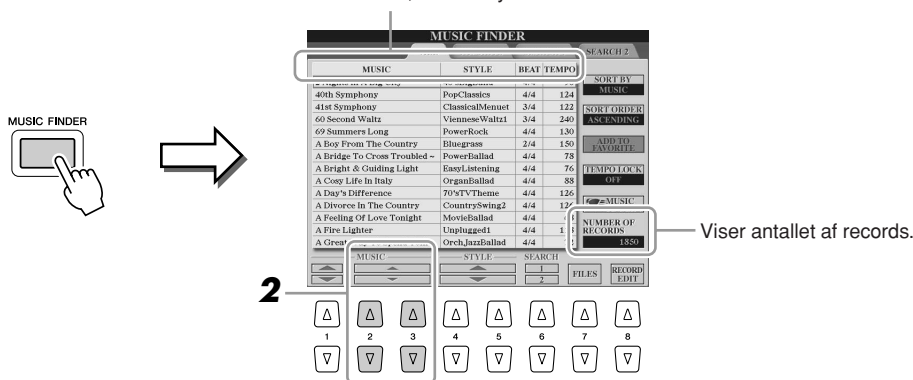 MUSIC FINDER
SEARCH 2
MUSIC STYLE BEAT TEMPO
40th Symphony PopClassics 4/4 124
41st Symphony ClassicalMenuet 3/4 122
60 Second Waltz VienneseWaltz1 3/4 240
69 Summers Long PowerRock 4/4 130
A Boy From The Country Bluegrass 2/4 150
A Bridge To Cross Troubled ~ PowerBallad 4/4 78
A Bright & Guiding Light EasyListening 4/4 76
A Cosy Life In Italy OrganBallad 4/4 88
A Day's Difference 70'sTVTheme 4/4 126
A Divorce In The Country CountrySwing2 4/4
A Feeling Of Love Tonight MovieBallad 4/4
A Fire Lighter Unplugged1 4/4
A Great OrchJazzBallad 4/4
SORT BY
MUSIC
SORT ORDER
ASCENDING
ADD TO
FAVORITE
TEMPO LOCK
OFF
MUSIC
NUMBER OF
RECORDS
1850
MUSIC STYLE SEARCH
1
2
FILES
RECORD
EDIT
MUSIC FINDER
Viser antallet af records.
2
1 2 3 4 5 6 7 8